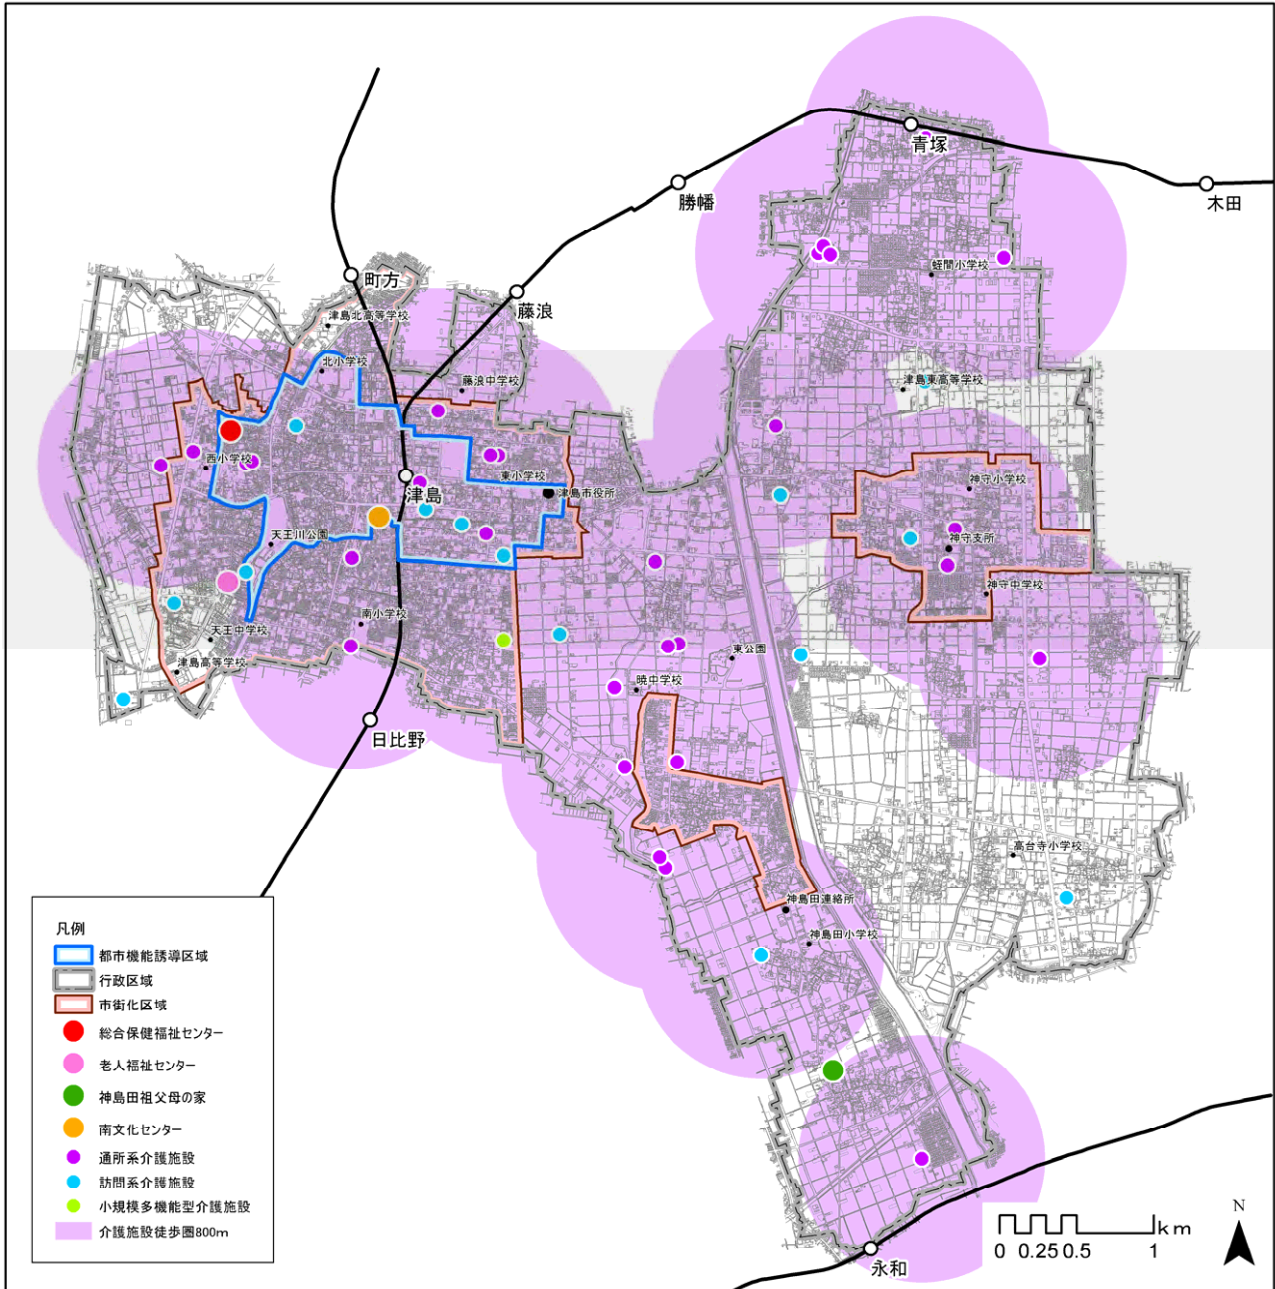 青塚
勝幡
木田
蛭間小学校
町方
藤浪
津島北高等学校
北小学校
藤浪中学校
津島東高等学校
西小学校
東小学校
神守小学校
津島
津島市役所
天王川公園
神守支所
神守中学校
南小学校
天王中学校
東公園
津島高等学校
暁中学校
日比野
高台寺小学校
神島田連絡所
神島田小学校
凡例
都市機能誘導区域
行政区域
市街化区域
総合保健福祉センター
老人福祉センター
神島田祖父母の家
南文化センター
通所系介護施設
訪問系介護施設
小規模多機能型介護施設
介護施設徒歩圏800m
N
km
0 0.25 0.5 1
永和